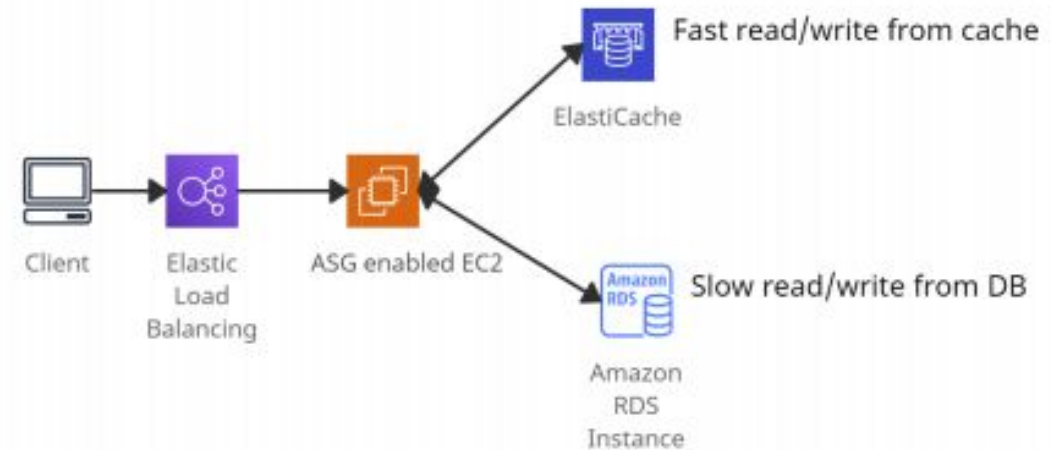 Fast read/write from cache
ElastiCache
Client
Elastic
Load
Balancing
ASG enabled EC2
Amazon
RDS
Slow read/write from DB
Amazon
RDS
Instance